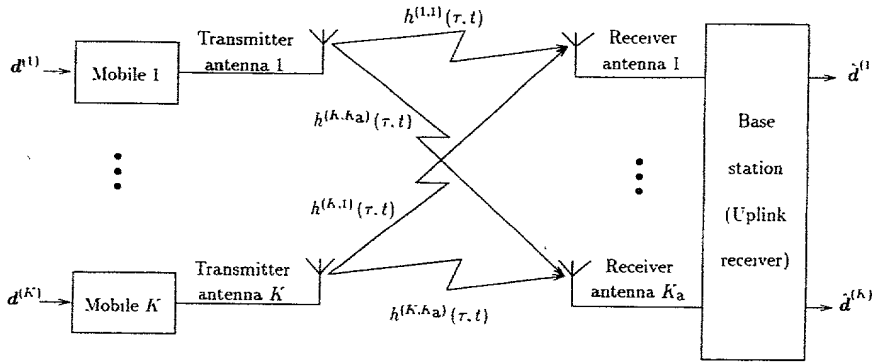 d^(1)
Mobile 1
Transmitter
antenna 1
h^(1,1)(τ,t)
Receiver
antenna 1
d̂^(1
h^(K,Ka)(τ,t)
Base
station
(Uplink
receiver)
h^(K,1)(τ,t)
d^(K)
Mobile K
Transmitter
antenna K
h^(K,Ka)(τ,t)
Receiver
antenna Ka
d̂^(K)